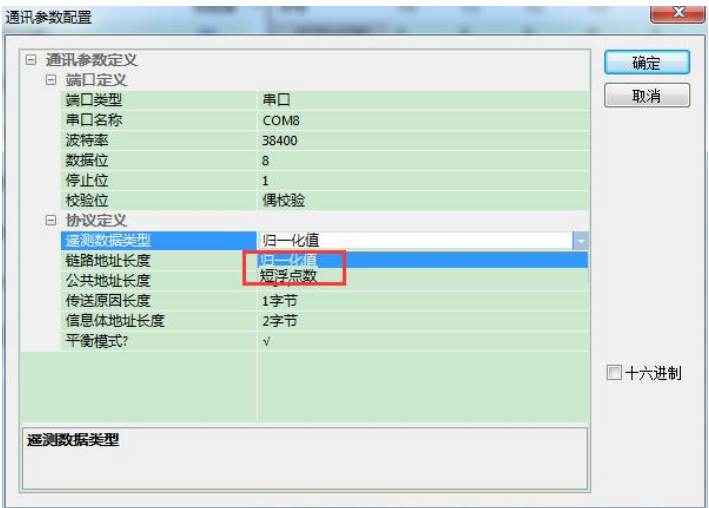 通讯参数配置
通讯参数定义
端口定义
端口类型 串口
串口名称 COM8
波特率 38400
数据位 8
停止位 1
校验位 偶校验
协议定义
遥测数据类型 归一化值
链路地址长度 归一化值
公共地址长度 短浮点数
传送原因长度 1字节
信息体地址长度 2字节
平衡模式? √
遥测数据类型
确定
取消
十六进制